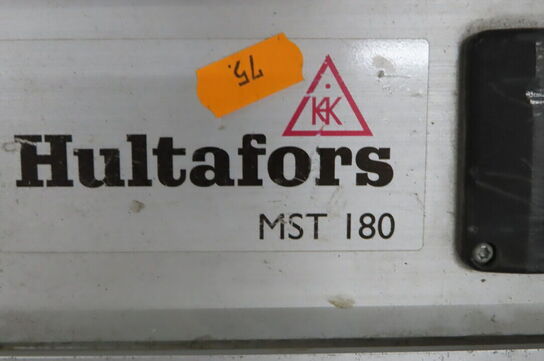 75.
KK
Hultafors
MST 180